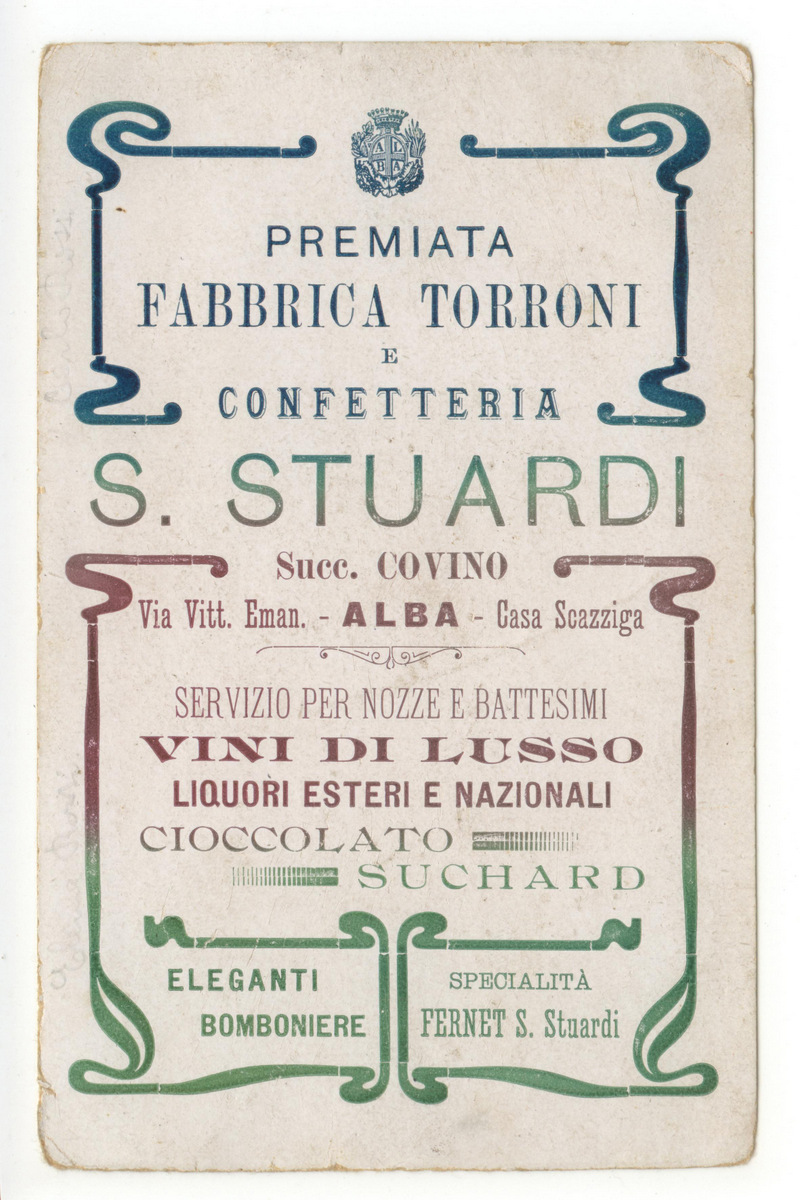 ALBA
PREMIATA
FABBRICA TORRONI
E
CONFETTERIA
S. STUARDI
Succ. COVINO
Via Vitt. Eman. - ALBA - Casa Scazziga
SERVIZIO PER NOZZE E BATTESIMI
VINI DI LUSSO
LIQUORI ESTERI E NAZIONALI
CIOCCOLATO
SUCHARD
ELEGANTI
BOMBONIERE
SPECIALITÀ
FERNET S. Stuardi